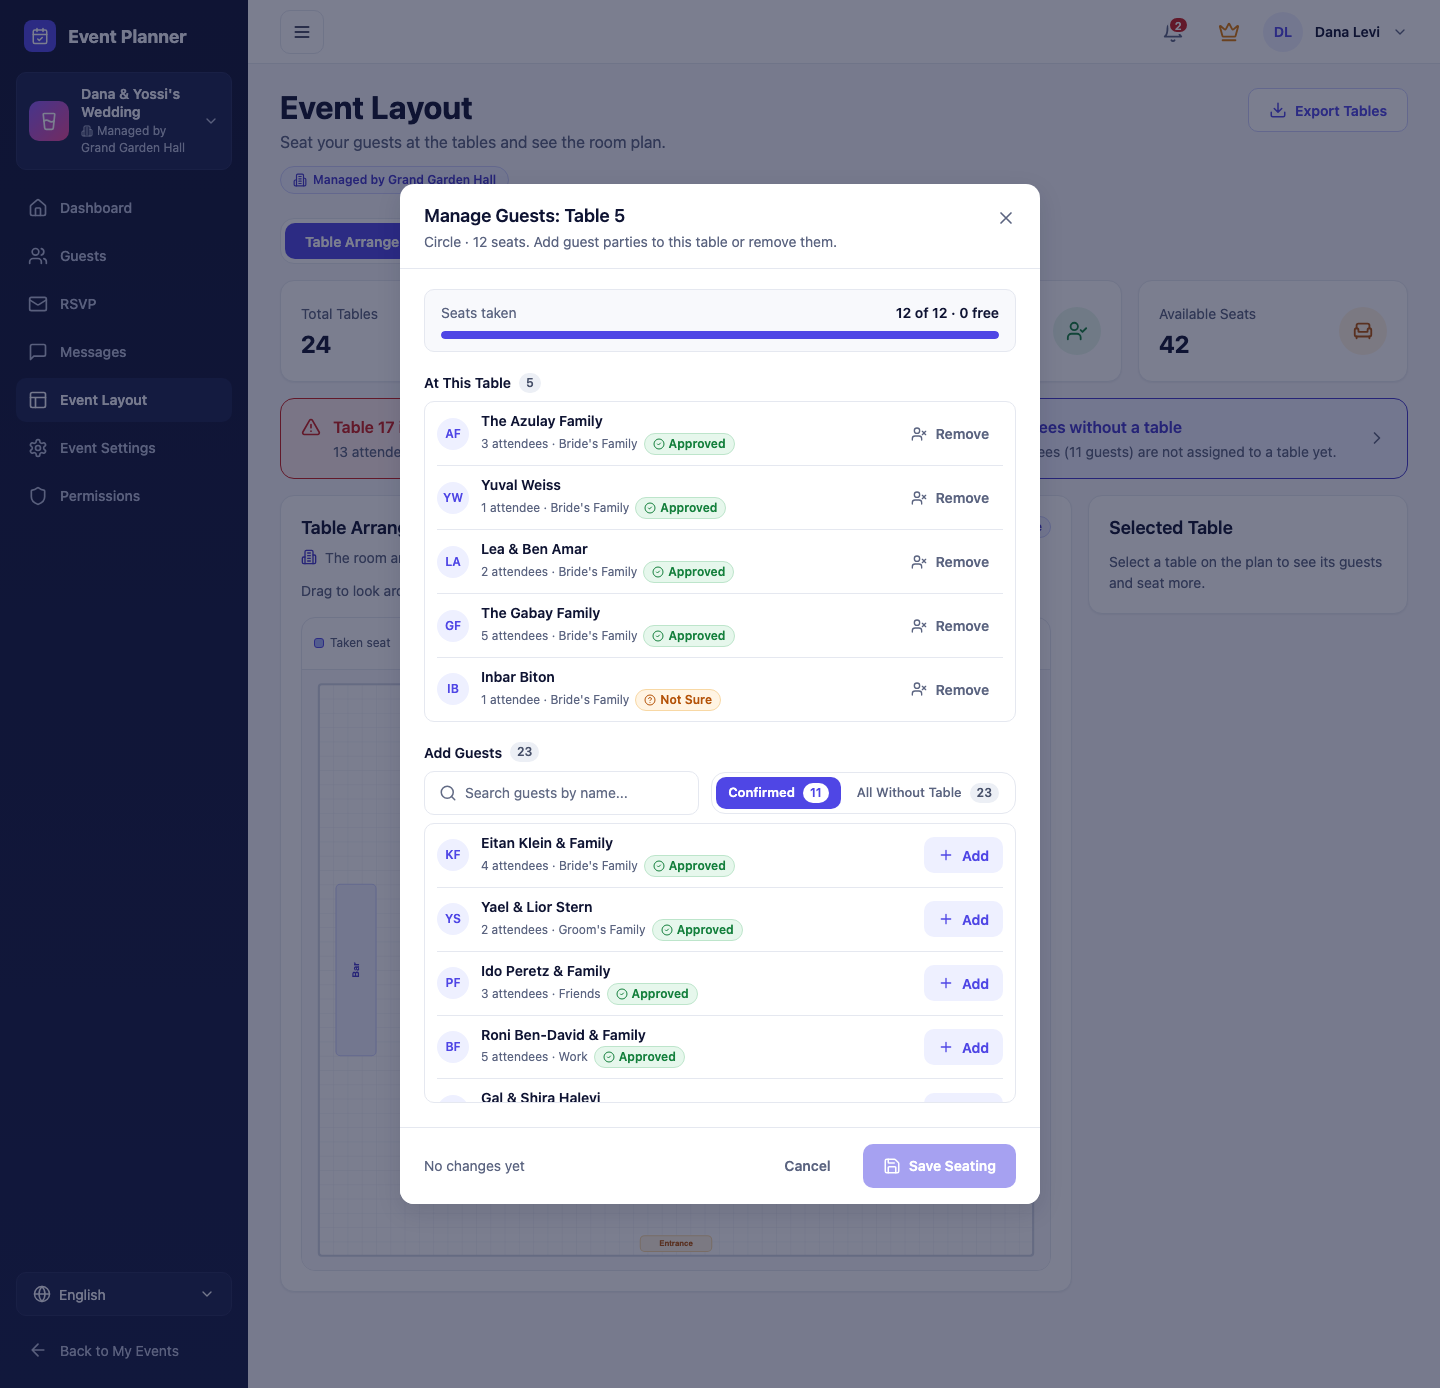 Event Planner
Dana & Yossi's
Wedding
Managed by
Grand Garden Hall
Dashboard
Guests
RSVP
Messages
Event Layout
Event Settings
Permissions
English
Back to My Events
2
DL
Dana Levi
Event Layout
Seat your guests at the tables and see the room plan.
Managed by Grand Garden Hall
Export Tables
Table Arrange
Total Tables
24
Available Seats
42
Table 17
13 attende
ees without a table
ees (11 guests) are not assigned to a table yet.
Table Arran
The room a
Drag to look aro
Taken seat
Bar
Entrance
Selected Table
Select a table on the plan to see its guests
and seat more.
Manage Guests: Table 5
Circle · 12 seats. Add guest parties to this table or remove them.
Seats taken
12 of 12 · 0 free
At This Table 5
AF
The Azulay Family
3 attendees · Bride's Family Approved
Remove
YW
Yuval Weiss
1 attendee · Bride's Family Approved
Remove
LA
Lea & Ben Amar
2 attendees · Bride's Family Approved
Remove
GF
The Gabay Family
5 attendees · Bride's Family Approved
Remove
IB
Inbar Biton
1 attendee · Bride's Family Not Sure
Remove
Add Guests 23
Search guests by name...
Confirmed 11
All Without Table 23
KF
Eitan Klein & Family
4 attendees · Bride's Family Approved
Add
YS
Yael & Lior Stern
2 attendees · Groom's Family Approved
Add
PF
Ido Peretz & Family
3 attendees · Friends Approved
Add
BF
Roni Ben-David & Family
5 attendees · Work Approved
Add
Gal & Shira Halevi
No changes yet
Cancel
Save Seating